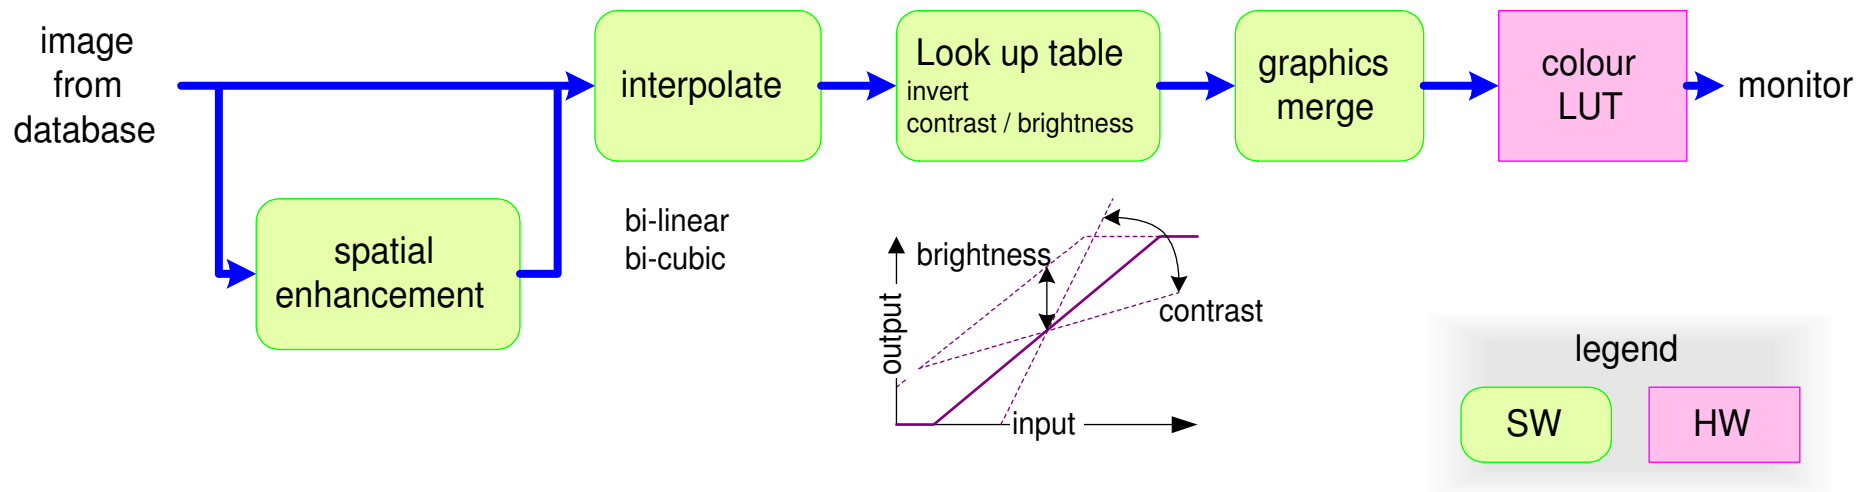 image
from
database
spatial
enhancement
interpolate
bi-linear
bi-cubic
Look up table
invert
contrast / brightness
graphics
merge
colour
LUT
monitor
brightness
output
contrast
input
legend
SW
HW